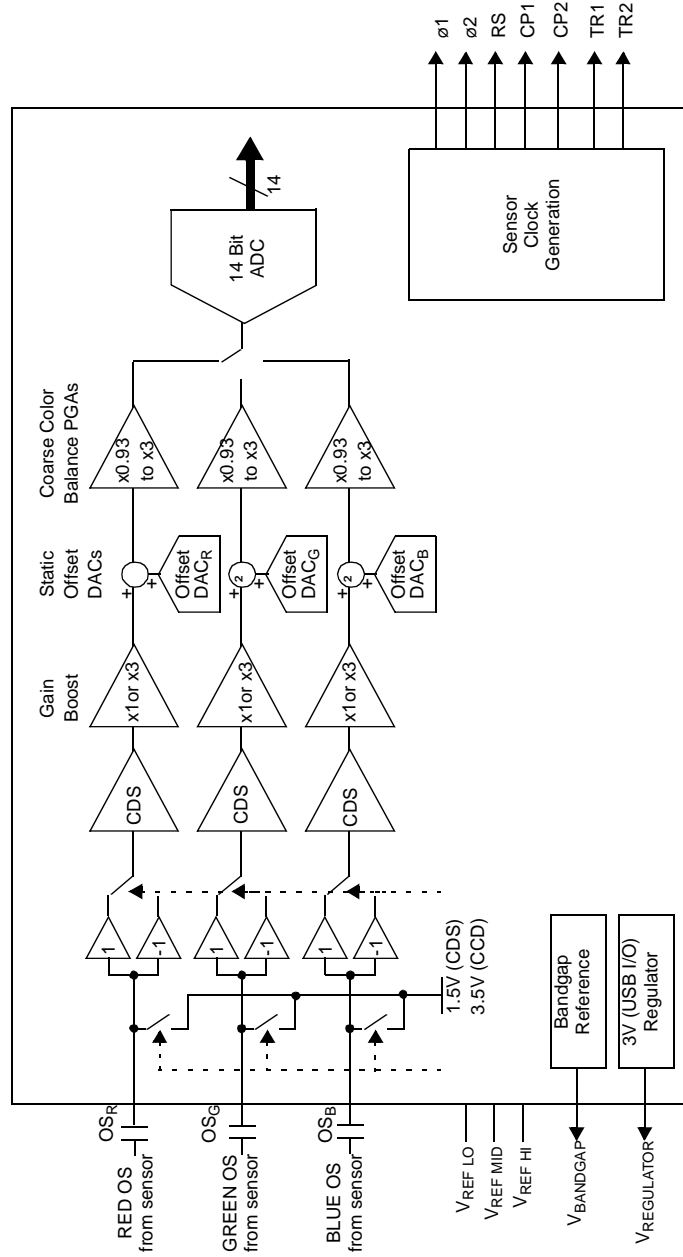 Gain
Boost
Static
Offset
DACs
Coarse Color
Balance PGAs
RED OS
from sensor
OSR
1
-1
CDS
x1or x3
+
+
Offset
DACR
x0.93
to x3
GREEN OS
from sensor
OSG
1
-1
CDS
x1or x3
+
2
+
Offset
DACG
x0.93
to x3
BLUE OS
from sensor
OSB
1
-1
CDS
x1or x3
+
2
+
Offset
DACB
x0.93
to x3
14 Bit
ADC
14
1.5V (CDS)
3.5V (CCD)
VREF LO
VREF MID
VREF HI
VBANDGAP
Bandgap
Reference
VREGULATOR
3V (USB I/O)
Regulator
Sensor
Clock
Generation
ø1
ø2
RS
CP1
CP2
TR1
TR2